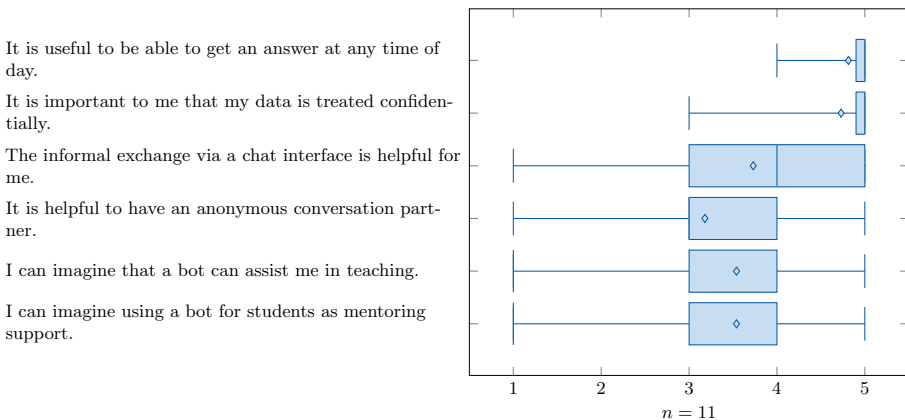 It is useful to be able to get an answer at any time of
day.
It is important to me that my data is treated confiden-
tially.
The informal exchange via a chat interface is helpful for
me.
It is helpful to have an anonymous conversation part-
ner.
I can imagine that a bot can assist me in teaching.
I can imagine using a bot for students as mentoring
support.
1 2 3 4 5
n = 11